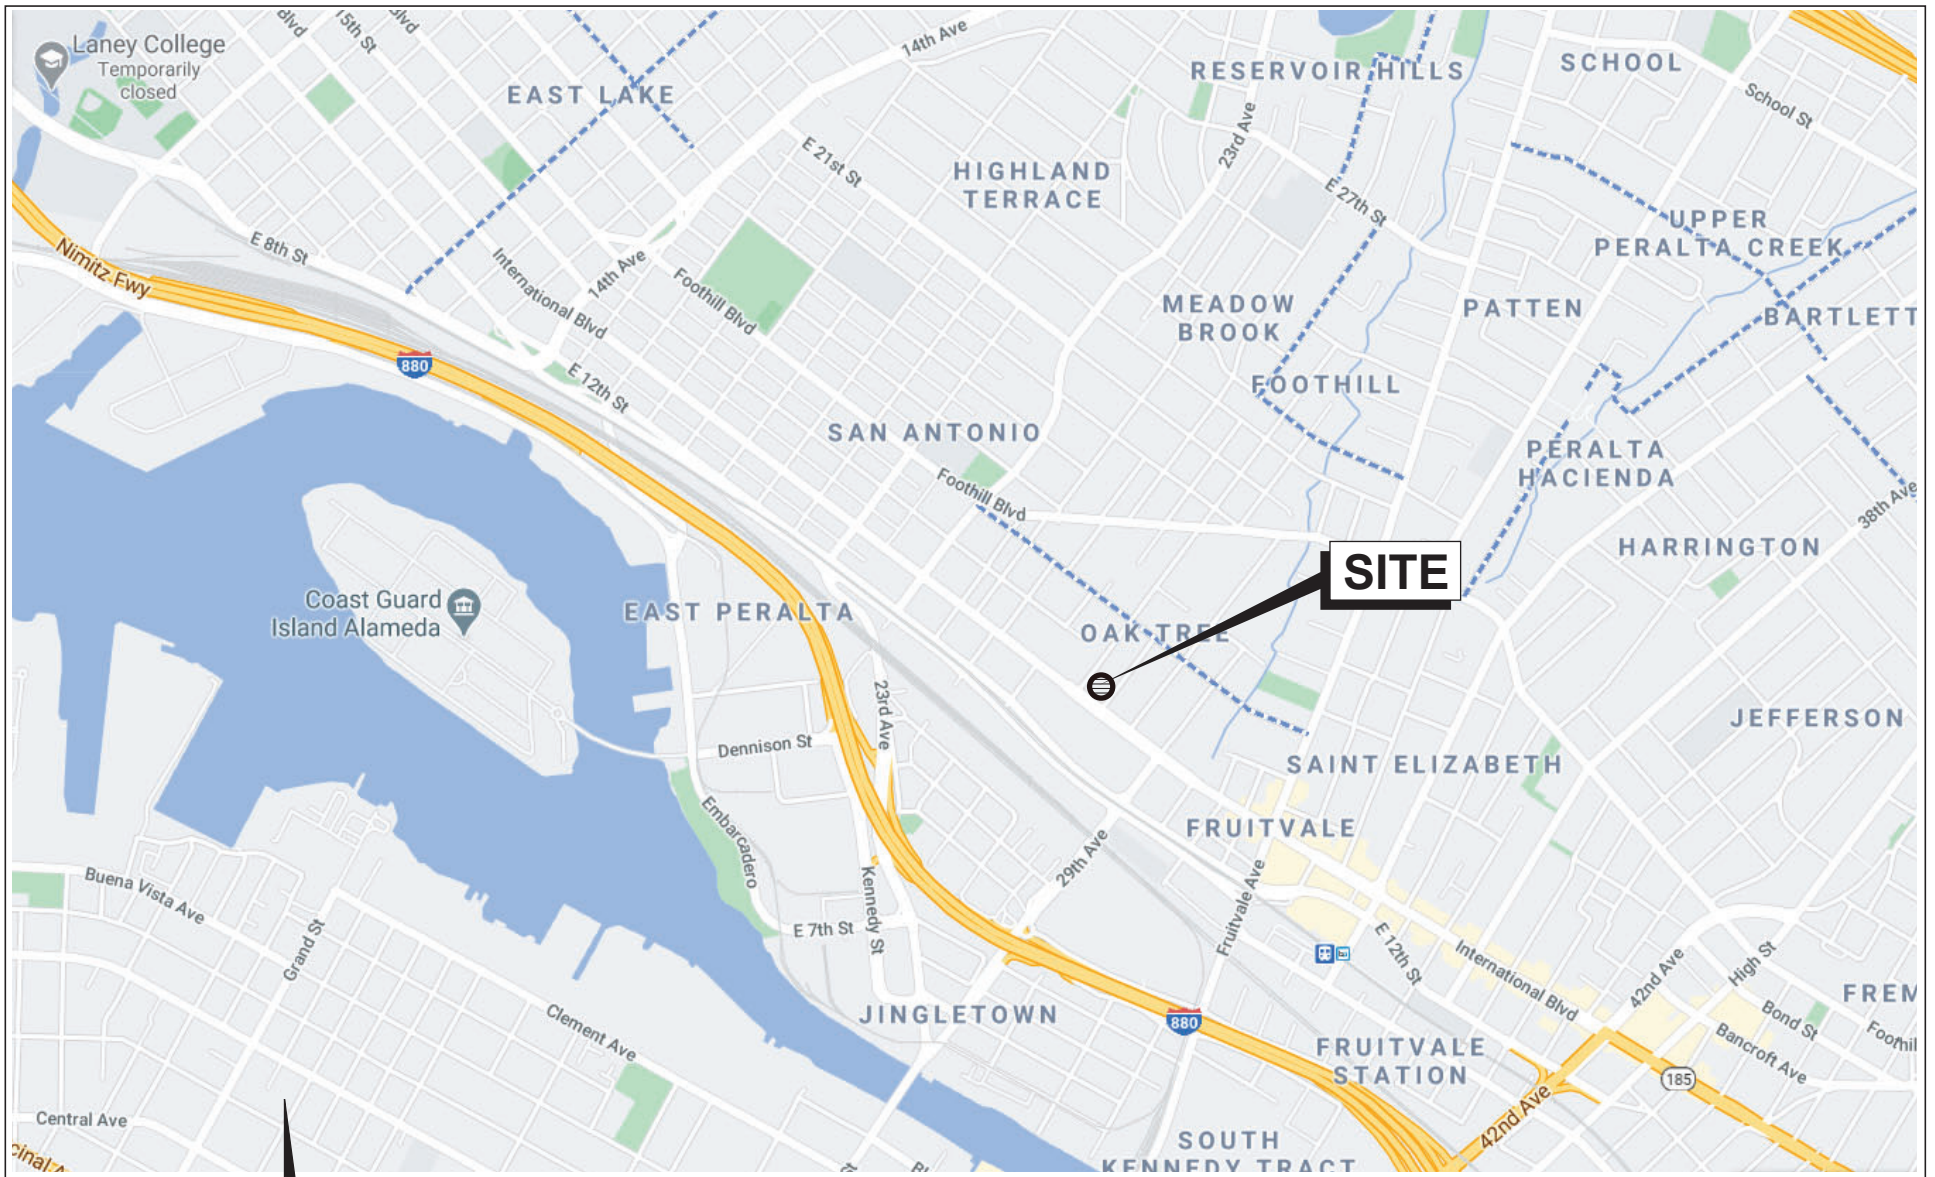 Laney College
Temporarily
closed
Blvd
15th St
Blvd
14th Ave
EAST LAKE
RESERVOIR HILLS
SCHOOL
School St
23rd Ave
E 21st St
HIGHLAND
TERRACE
E 27th St
UPPER
PERALTA CREEK
E 8th St
Nimitz Fwy
International Blvd
14th Ave
Foothill Blvd
MEADOW
BROOK
PATTEN
BARTLETT
880
E 12th St
FOOTHILL
SAN ANTONIO
PERALTA
HACIENDA
Foothill Blvd
38th Ave
HARRINGTON
SITE
Coast Guard
Island Alameda
EAST PERALTA
OAK TREE
23rd Ave
JEFFERSON
Dennison St
SAINT ELIZABETH
Embarcadero
FRUITVALE
29th Ave
Fruitvale Ave
Buena Vista Ave
Kennedy St
Grand St
E 7th St
E 12th St
International Blvd
42nd Ave
High St
FREM
Bond St
Foothil
Bancroft Ave
Clement Ave
JINGLETOWN
880
FRUITVALE
STATION
185
42nd Ave
Central Ave
SOUTH
KENNEDY TRACT